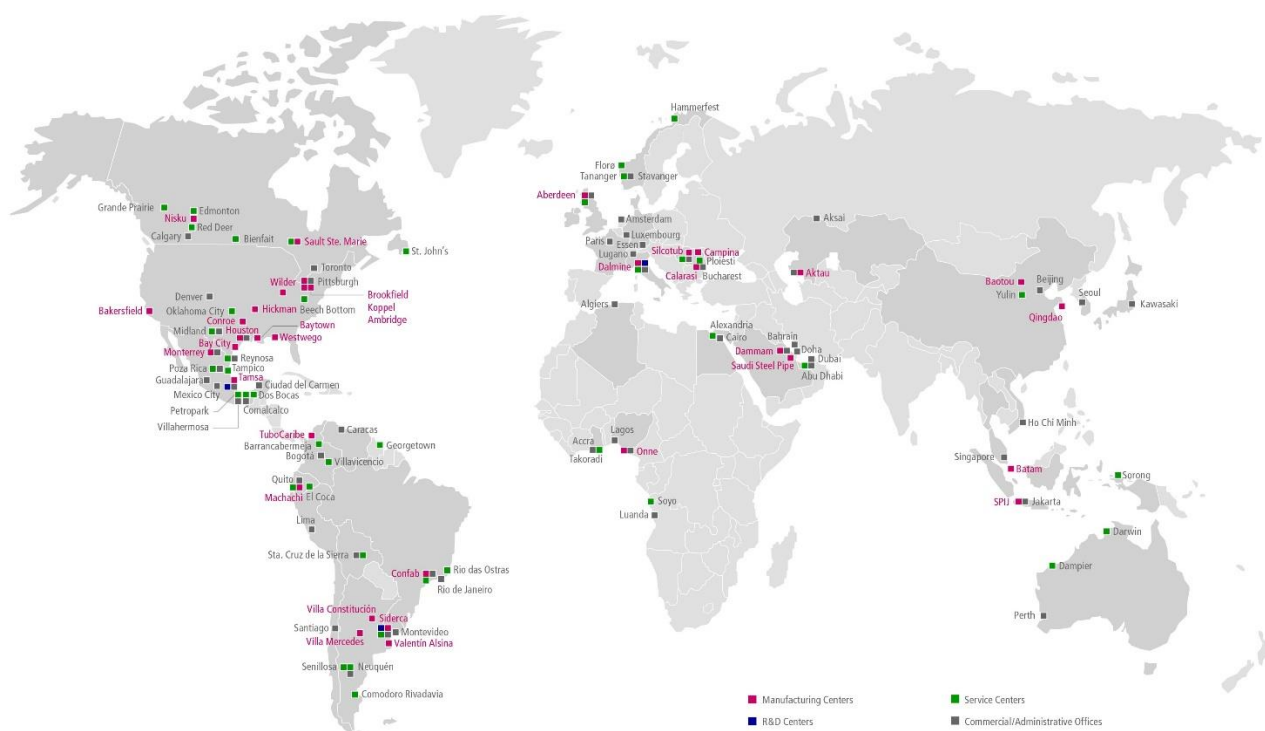 Hammerfest
Florø
Tananger
Stavanger
Aberdeen
Grande Prairie
Edmonton
Nisku
Red Deer
Calgary
Bienfait
Sault Ste. Marie
St. John's
Amsterdam
Luxembourg
Paris
Essen
Lugano
Silcotub
Campina
Ploiesti
Dalmine
Calarasi
Bucharest
Aksai
Aktau
Baotou
Beijing
Yulin
Seoul
Kawasaki
Qingdao
Toronto
Wilder
Pittsburgh
Brookfield
Koppel
Ambridge
Denver
Bakersfield
Oklahoma City
Hickman
Beech Bottom
Conroe
Baytown
Midland
Houston
Westwego
Bay City
Monterrey
Reynosa
Poza Rica
Tampico
Guadalajara
Tamsa
Ciudad del Carmen
Mexico City
Dos Bocas
Petropark
Comalcalco
Villahermosa
Algiers
Alexandria
Cairo
Bahrain
Dammam
Doha
Dubai
Saudi Steel Pipe
Abu Dhabi
TuboCaribe
Caracas
Barrancabermeja
Georgetown
Bogotá
Villavicencio
Lagos
Accra
Onne
Takoradi
Ho Chi Minh
Singapore
Batam
Sorong
Quito
Machachi
El Coca
Soyo
Luanda
SPIJ
Jakarta
Lima
Darwin
Sta. Cruz de la Sierra
Dampier
Confab
Rio das Ostras
Rio de Janeiro
Villa Constitución
Siderca
Santiago
Montevideo
Villa Mercedes
Valentín Alsina
Perth
Senillosa
Neuquén
Comodoro Rivadavia
Manufacturing Centers
Service Centers
R&D Centers
Commercial/Administrative Offices